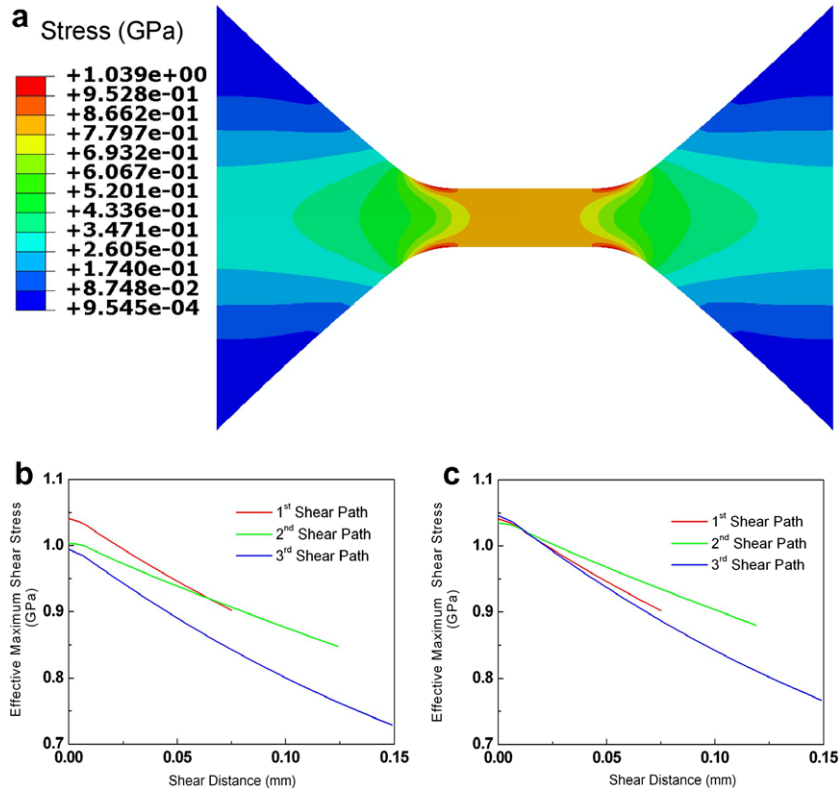 a
Stress (GPa)
+1.039e+00
+9.528e-01
+8.662e-01
+7.797e-01
+6.932e-01
+6.067e-01
+5.201e-01
+4.336e-01
+3.471e-01
+2.605e-01
+1.740e-01
+8.748e-02
+9.545e-04
b
Effective Maximum Shear Stress
(GPa)
1.1
1.0
0.9
0.8
0.7
1st Shear Path
2nd Shear Path
3rd Shear Path
0.00
0.05
0.10
0.15
Shear Distance (mm)
c
Effective Maximum Shear Stress
(GPa)
1.1
1.0
0.9
0.8
0.7
1st Shear Path
2nd Shear Path
3rd Shear Path
0.00
0.05
0.10
0.15
Shear Distance (mm)